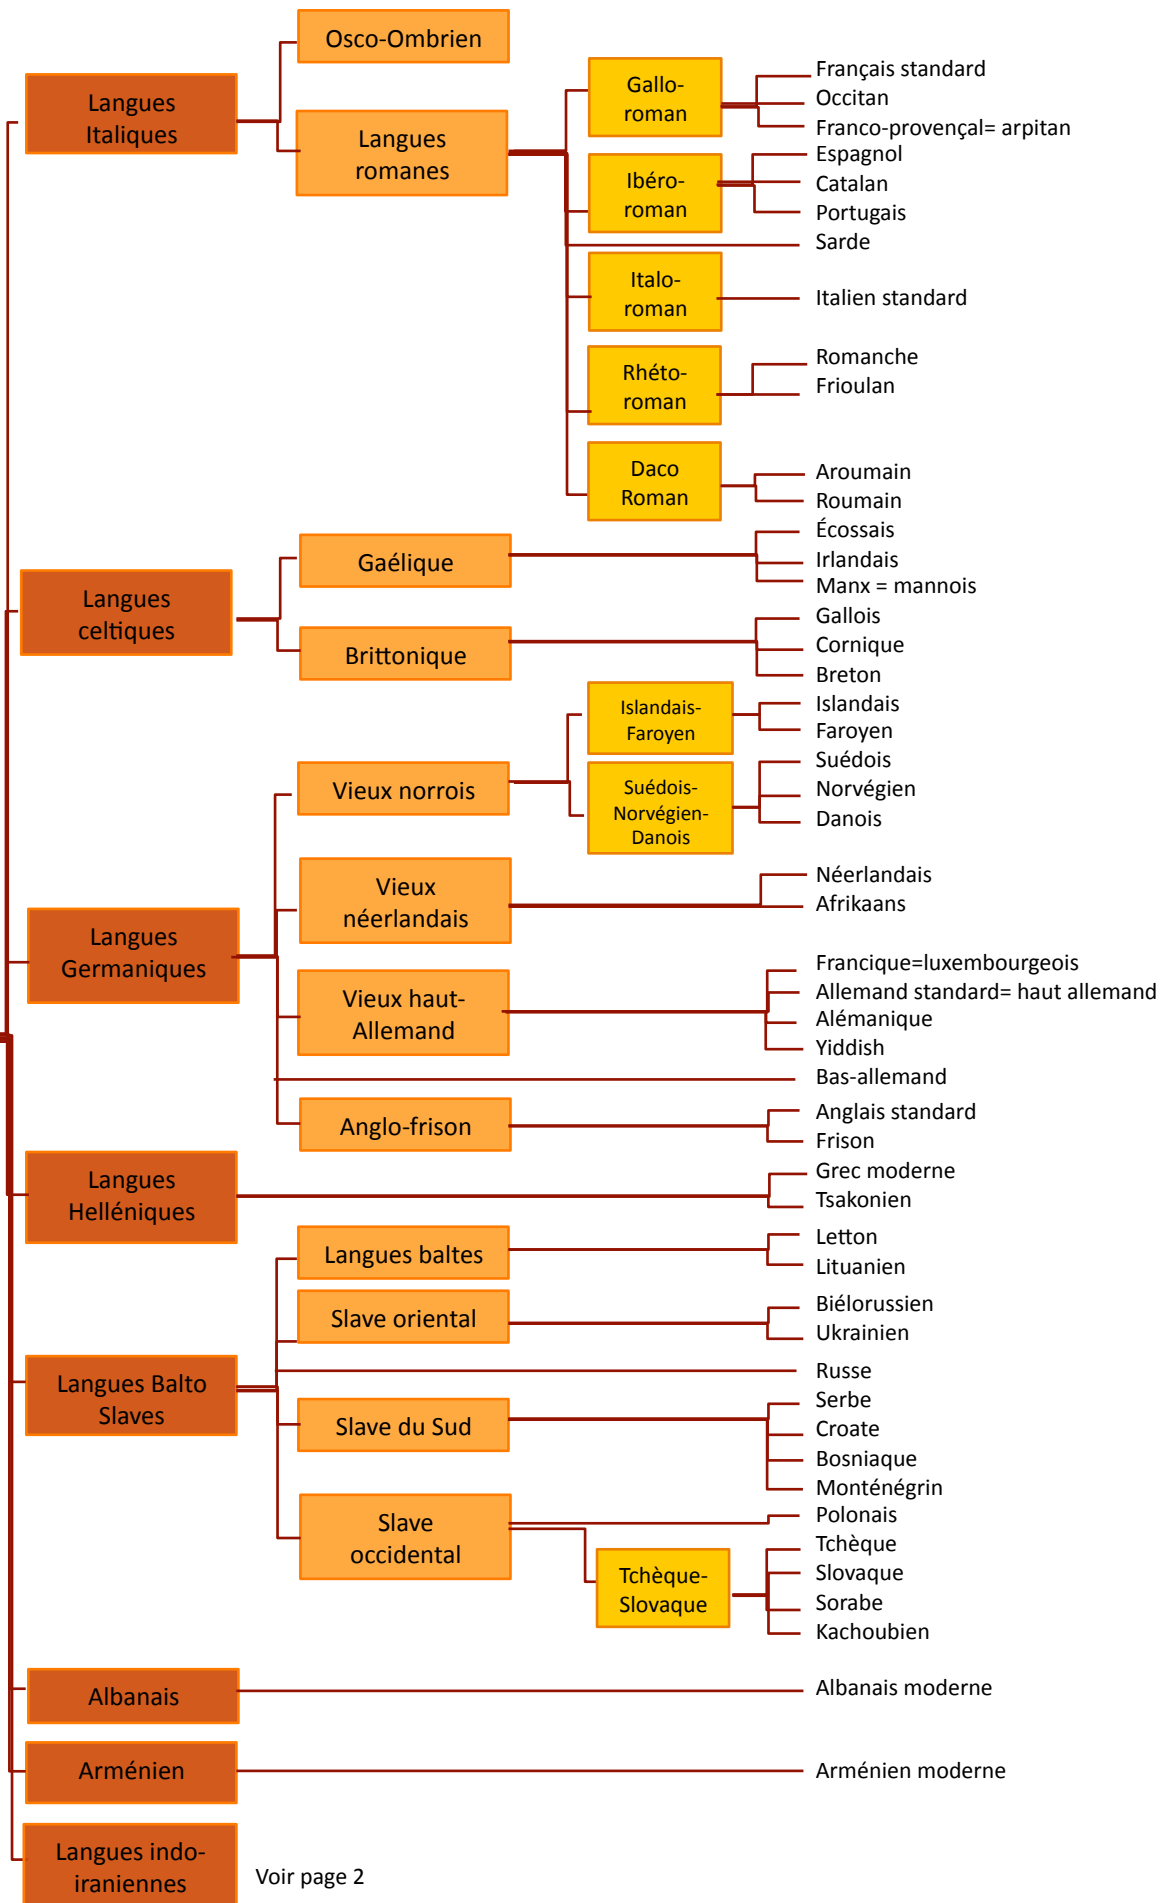 Osco-Ombrien
Langues
Italiques
Langues
romanes
Gallo-
roman
Français standard
Occitan
Franco-provençal= arpitan
Ibéro-
roman
Espagnol
Catalan
Portugais
Sarde
Italo-
roman
Italien standard
Rhéto-
roman
Romanche
Frioulan
Daco
Roman
Aroumain
Roumain
Langues
celtiques
Gaélique
Écossais
Irlandais
Manx = mannois
Brittonique
Gallois
Cornique
Breton
Langues
Germaniques
Vieux norrois
Islandais-
Faroyen
Islandais
Faroyen
Suédois-
Norvégien-
Danois
Suédois
Norvégien
Danois
Vieux
néerlandais
Néerlandais
Afrikaans
Vieux haut-
Allemand
Francique=luxembourgeois
Allemand standard= haut allemand
Alémanique
Yiddish
Bas-allemand
Anglo-frison
Anglais standard
Frison
Langues
Helléniques
Grec moderne
Tsakonien
Langues Balto
Slaves
Langues baltes
Letton
Lituanien
Slave oriental
Biélorussien
Ukrainien
Russe
Slave du Sud
Serbe
Croate
Bosniaque
Monténégrin
Slave
occidental
Polonais
Tchèque-
Slovaque
Tchèque
Slovaque
Sorabe
Kachoubien
Albanais
Albanais moderne
Arménien
Arménien moderne
Langues indo-
iraniennes
Voir page 2